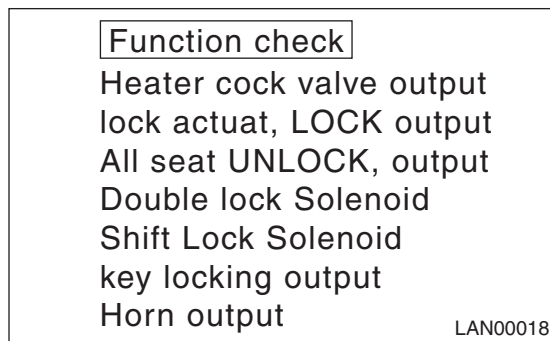 Function check
Heater cock valve output
lock actuat, LOCK output
All seat UNLOCK, output
Double lock Solenoid
Shift Lock Solenoid
key locking output
Horn output
LAN00018